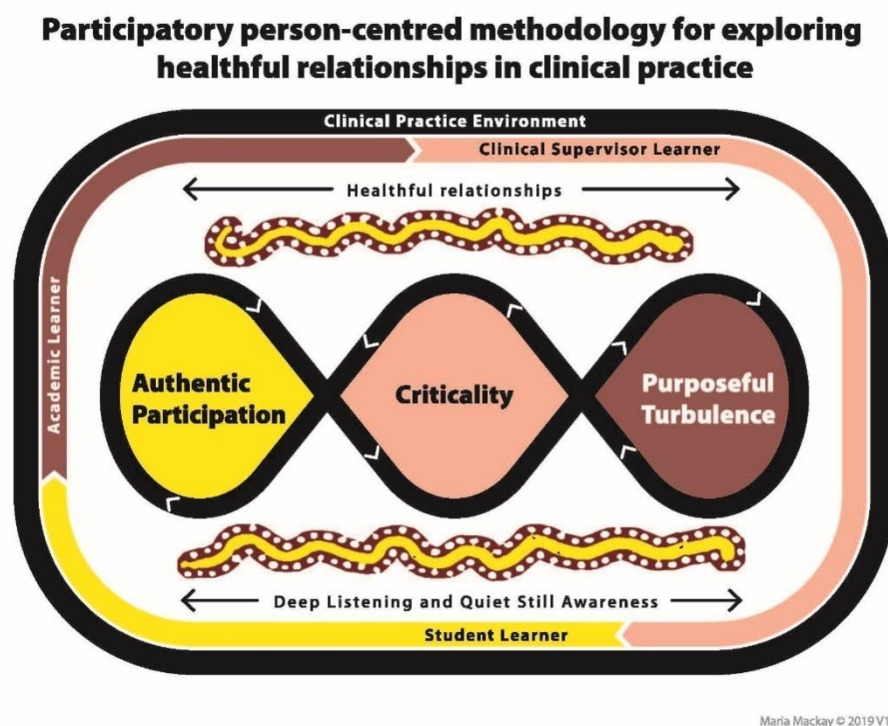 Participatory person-centred methodology for exploring
healthful relationships in clinical practice
Clinical Practice Environment
Clinical Supervisor Learner
Healthful relationships
Academic Learner
Authentic
Participation
Criticality
Purposeful
Turbulence
Deep Listening and Quiet Still Awareness
Student Learner
Maria Mackay © 2019 V1